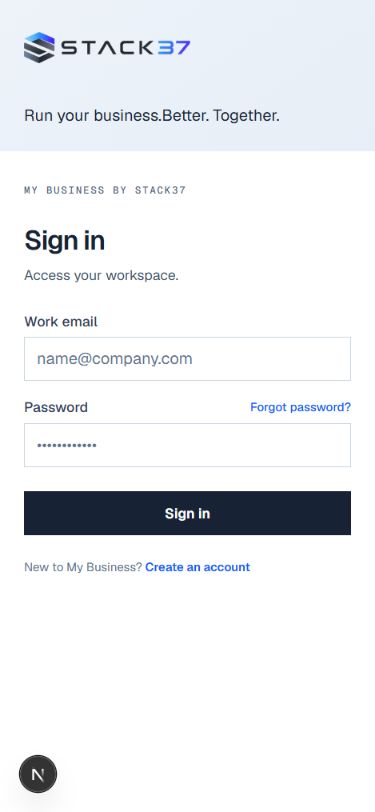 STACK37
Run your business.Better. Together.
MY BUSINESS BY STACK37
Sign in
Access your workspace.
Work email
name@company.com
Password Forgot password?
••••••••••••
Sign in
New to My Business? Create an account
N